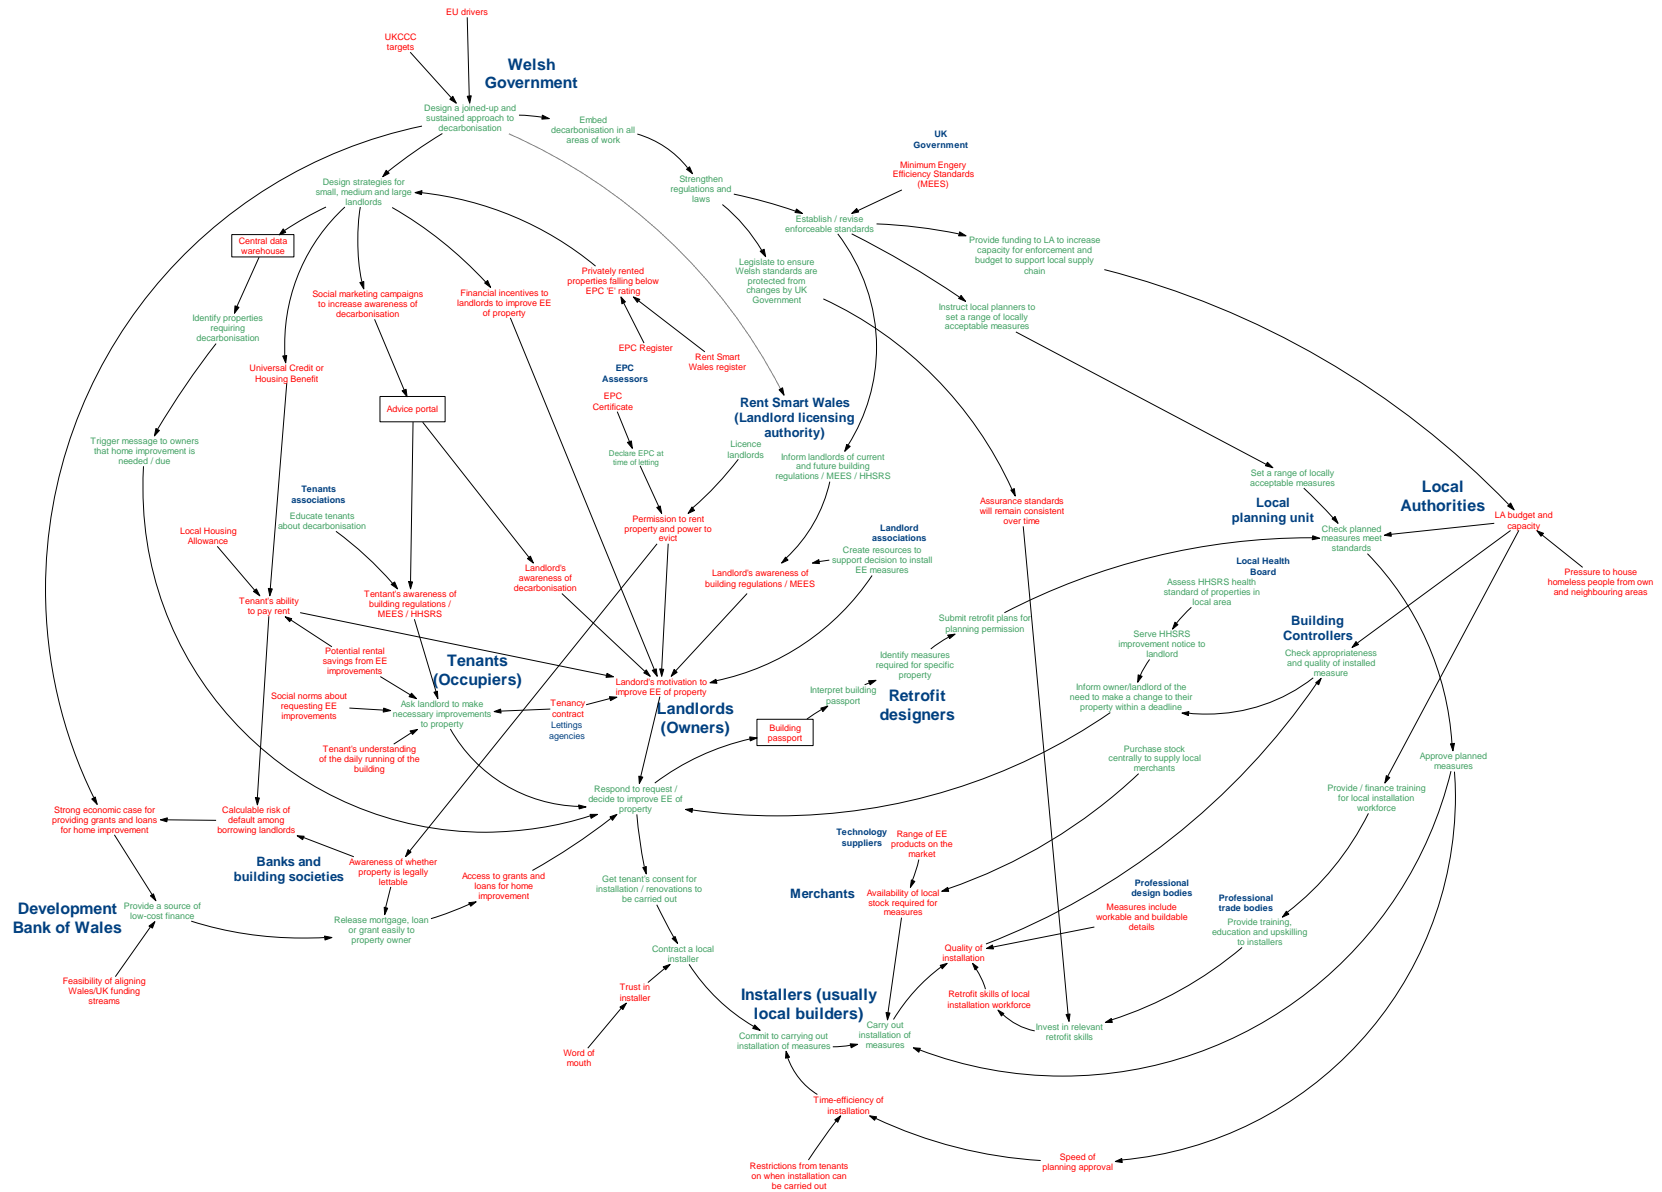 EU drivers
UKCCC
targets
Welsh
Government
Design a joined-up and
sustained approach to
decarbonisation
Embed
decarbonisation in all
areas of work
UK
Government
Minimum Engery
Efficiency Standards
(MEES)
Design strategies for
small, medium and large
landlords
Strengthen
regulations and
laws
Establish / revise
enforceable standards
Central data
warehouse
Provide funding to LA to increase
capacity for enforcement and
budget to support local supply
chain
Legislate to ensure
Welsh standards are
protected from
changes by UK
Government
Privately rented
properties falling below
EPC 'E' rating
Social marketing campaigns
to increase awareness of
decarbonisation
Financial incentives to
landlords to improve EE
of property
Instruct local planners to
set a range of locally
acceptable measures
Identify properties
requiring
decarbonisation
EPC Register
Rent Smart
Wales register
Universal Credit or
Housing Benefit
EPC
Assessors
EPC
Certificate
Advice portal
Rent Smart Wales
(Landlord licensing
authority)
Trigger message to owners
that home improvement is
needed / due
Declare EPC at
time of letting
Licence
landlords
Inform landlords of current
and future building
regulations / MEES / HHSRS
Set a range of locally
acceptable measures
Tenants
associations
Educate tenants
about decarbonisation
Local
planning unit
Local
Authorities
Assurance standards
will remain consistent
over time
LA budget and
capacity
Local Housing
Allowance
Permission to rent
property and power to
evict
Landlord
associations
Create resources to
support decision to install
EE measures
Check planned
measures meet
standards
Local Health
Board
Landlord's awareness of
building regulations / MEES
Landlord's
awareness of
decarbonisation
Pressure to house
homeless people from own
and neighbouring areas
Assess HHSRS health
standard of properties in
local area
Tenant's ability
to pay rent
Tentant's awareness of
building regulations /
MEES / HHSRS
Submit retrofit plans for
planning permission
Serve HHSRS
improvement notice to
landlord
Building
Controllers
Check appropriateness
and quality of installed
measure
Potential rental
savings from EE
improvements
Tenants
(Occupiers)
Identify measures
required for specific
property
Landord's motivation to
improve EE of property
Inform owner/landlord of the
need to make a change to their
property within a deadline
Interpret building
passport
Social norms about
requesting EE
improvements
Ask landlord to make
necessary improvements
to property
Tenancy
contract
Lettings
agencies
Landlords
(Owners)
Retrofit
designers
Building
passport
Tenant's understanding
of the daily running of the
building
Purchase stock
centrally to supply local
merchants
Approve planned
measures
Respond to request /
decide to improve EE of
property
Provide / finance training
for local installation
workforce
Strong economic case for
providing grants and loans
for home improvement
Calculable risk of
default among
borrowing landlords
Technology
suppliers
Range of EE
products on the
market
Banks and
building societies
Awareness of whether
property is legally
lettable
Access to grants and
loans for home
improvement
Get tenant's consent for
installation / renovations to
be carried out
Merchants
Availability of local
stock required for
measures
Professional
design bodies
Measures include
workable and buildable
details
Professional
trade bodies
Provide training,
education and upskilling
to installers
Development
Bank of Wales
Provide a source of
low-cost finance
Release mortgage, loan
or grant easily to
property owner
Contract a local
installer
Quality of
installation
Feasibility of aligning
Wales/UK funding
streams
Trust in
installer
Installers (usually
local builders)
Retrofit skills of local
installation workforce
Invest in relevant
retrofit skills
Commit to carrying out
installation of measures
Carry out
installation of
measures
Word of
mouth
Time-efficiency of
installation
Speed of
planning approval
Restrictions from tenants
on when installation can
be carried out